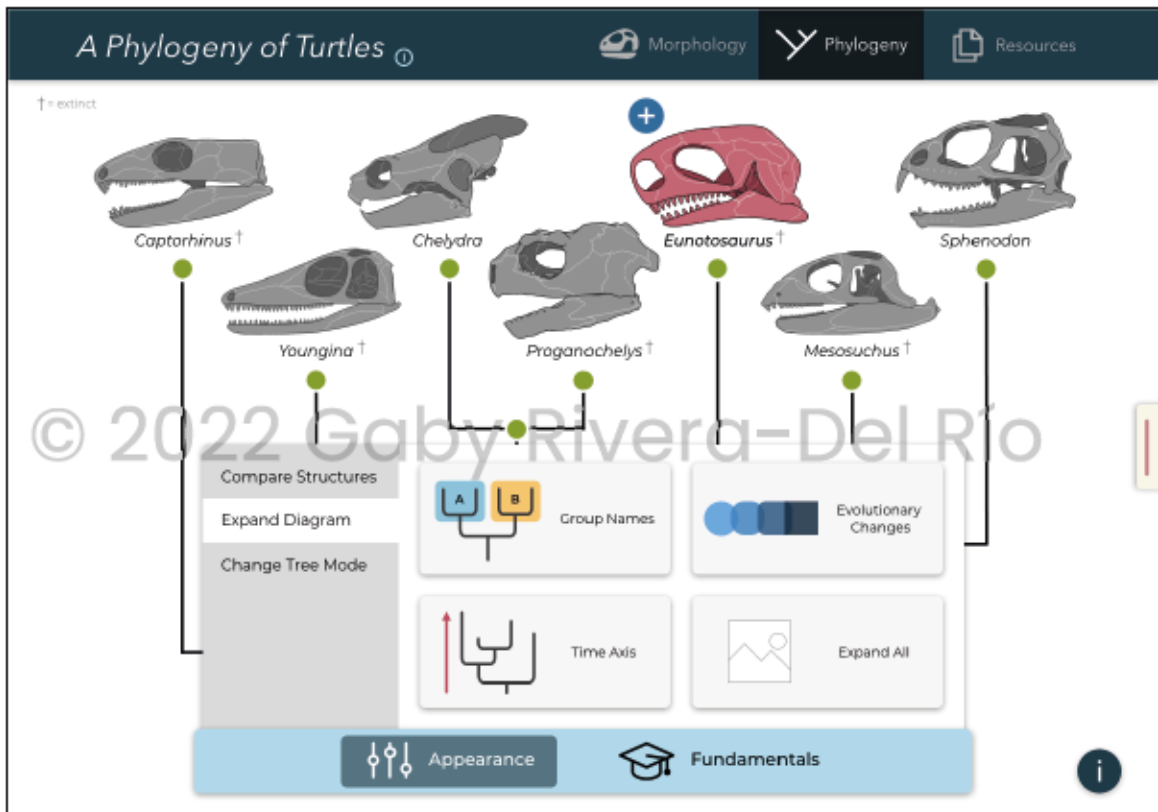 A Phylogeny of Turtles i
Morphology
Phylogeny
Resources
† = extinct
Captorhinus †
Chelydra
Eunotosaurus †
Sphenodon
Youngina †
Proganochelys †
Mesosuchus †
© 2022 Gaby Rivera-Del Río
Compare Structures
Expand Diagram
Change Tree Mode
A B
Group Names
Evolutionary
Changes
Time Axis
Expand All
Appearance
Fundamentals
i